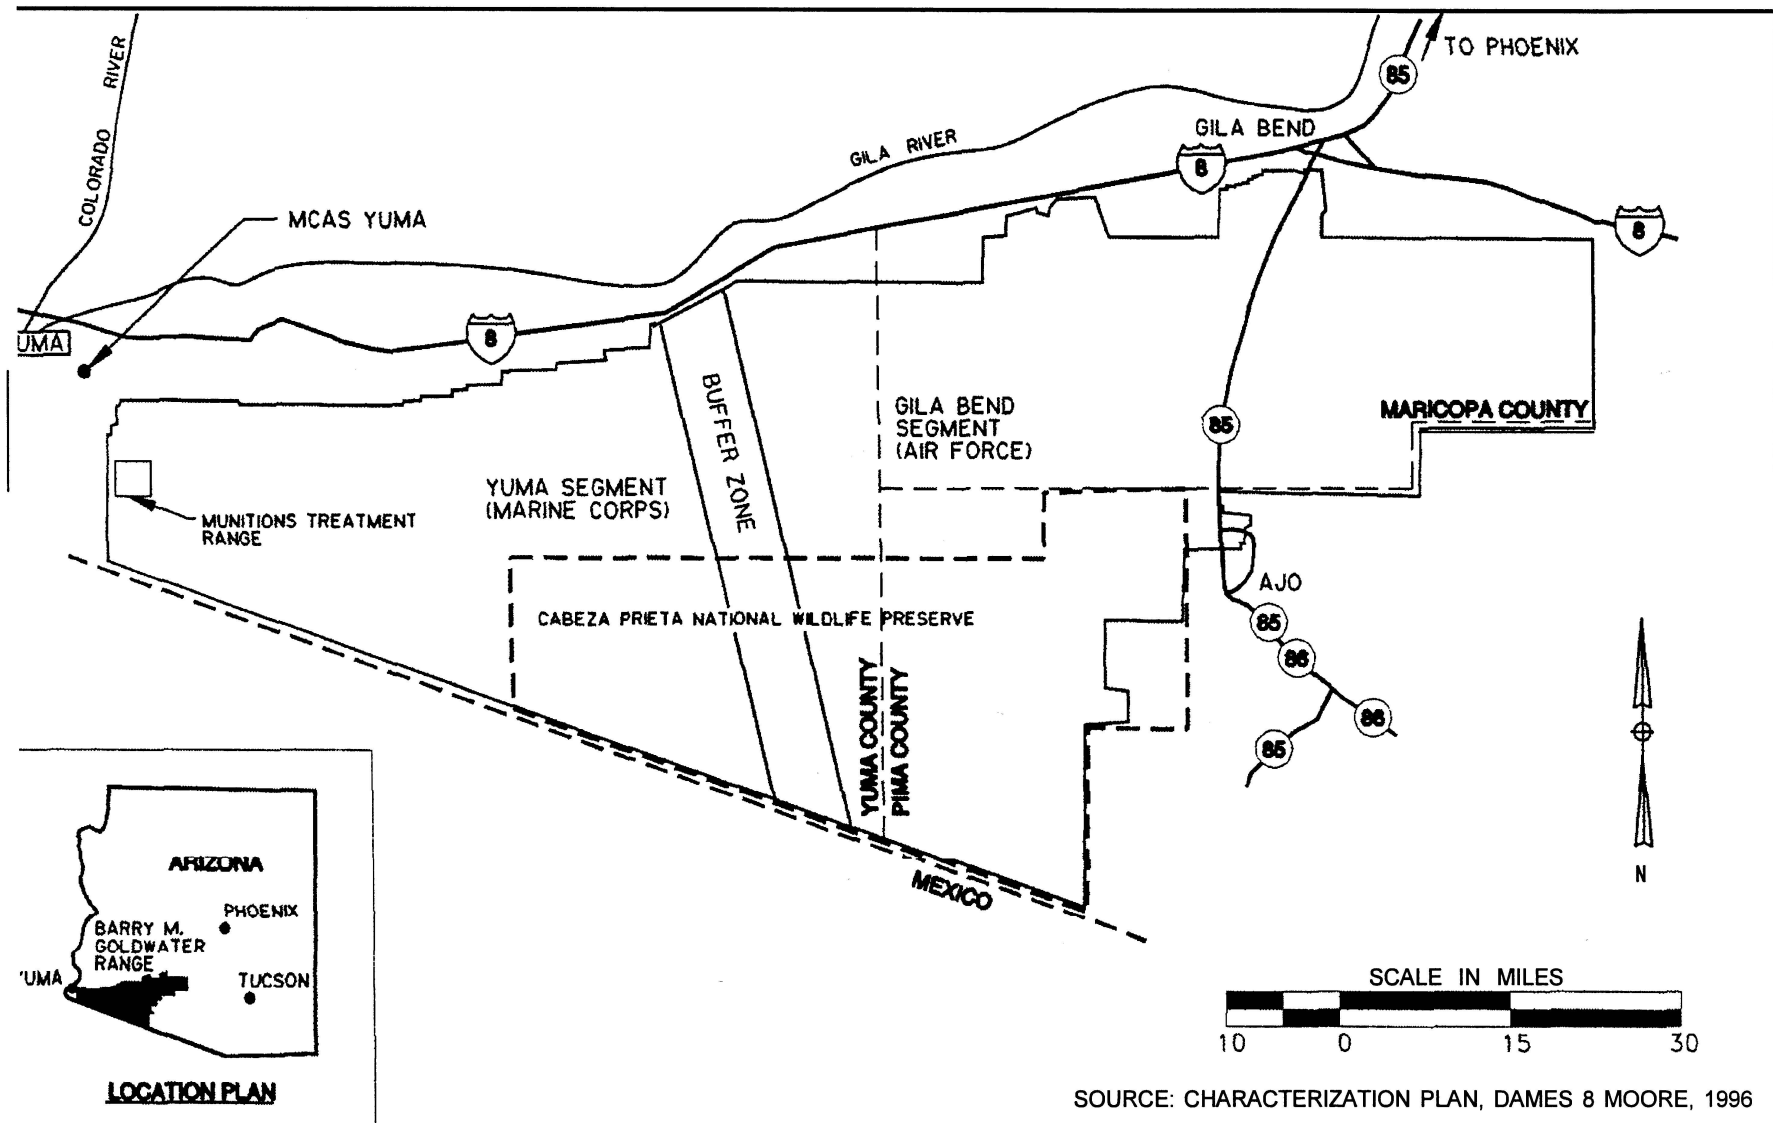 COLORADO RIVER
TO PHOENIX
85
GILA BEND
GILA RIVER
8
MCAS YUMA
8
8
UMA
BUFFER ZONE
GILA BEND
SEGMENT
(AIR FORCE)
85
MARICOPA COUNTY
YUMA SEGMENT
(MARINE CORPS)
MUNITIONS TREATMENT
RANGE
AJO
CABEZA PRIETA NATIONAL WILDLIFE PRESERVE
85
86
YUMA COUNTY
PIMA COUNTY
86
85
MEXICO
N
ARIZONA
PHOENIX
BARRY M.
GOLDWATER
RANGE
'UMA
TUCSON
LOCATION PLAN
SCALE IN MILES
10 0 15 30
SOURCE: CHARACTERIZATION PLAN, DAMES 8 MOORE, 1996